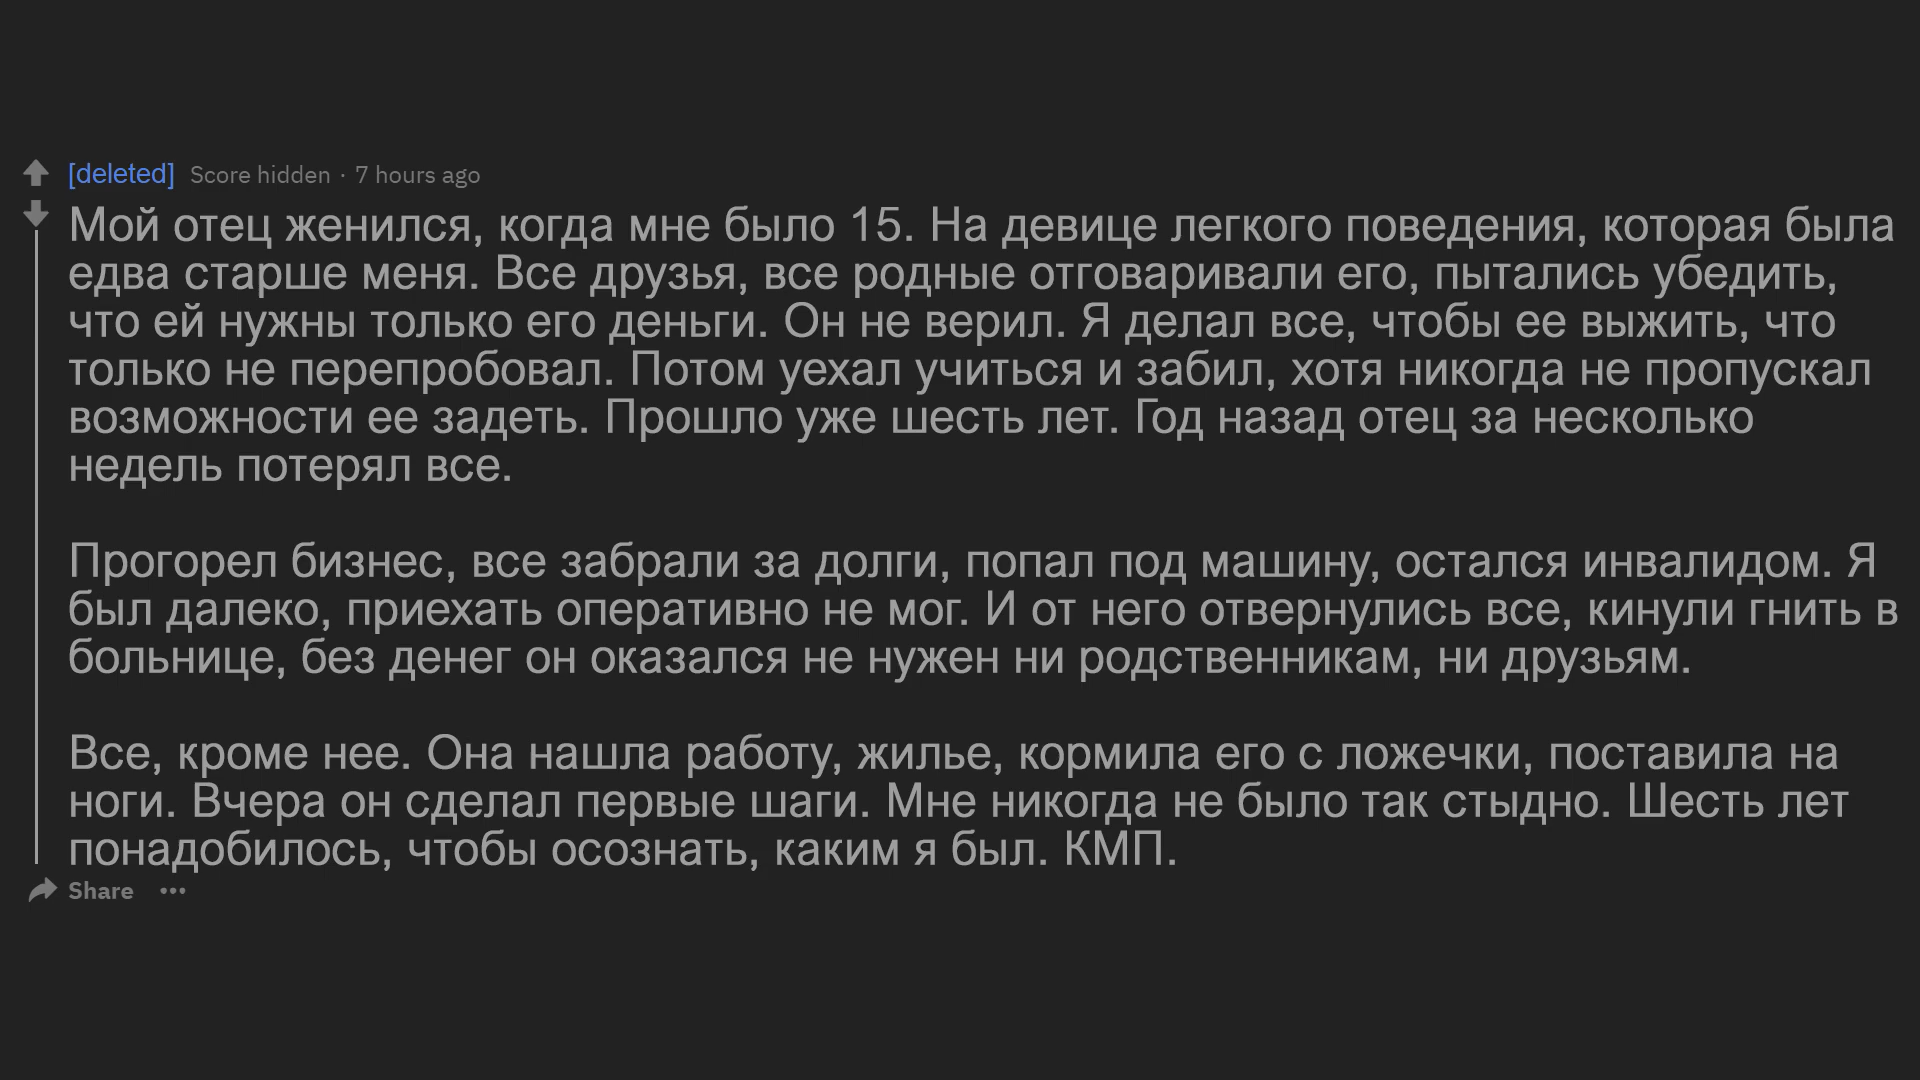 [deleted] Score hidden · 7 hours ago
Мой отец женился, когда мне было 15. На девице легкого поведения, которая была
едва старше меня. Все друзья, все родные отговаривали его, пытались убедить,
что ей нужны только его деньги. Он не верил. Я делал все, чтобы ее выжить, что
только не перепробовал. Потом уехал учиться и забил, хотя никогда не пропускал
возможности ее задеть. Прошло уже шесть лет. Год назад отец за несколько
недель потерял все.
Прогорел бизнес, все забрали за долги, попал под машину, остался инвалидом. Я
был далеко, приехать оперативно не мог. И от него отвернулись все, кинули гнить в
больнице, без денег он оказался не нужен ни родственникам, ни друзьям.
Все, кроме нее. Она нашла работу, жилье, кормила его с ложечки, поставила на
ноги. Вчера он сделал первые шаги. Мне никогда не было так стыдно. Шесть лет
понадобилось, чтобы осознать, каким я был. КМП.
Share ...